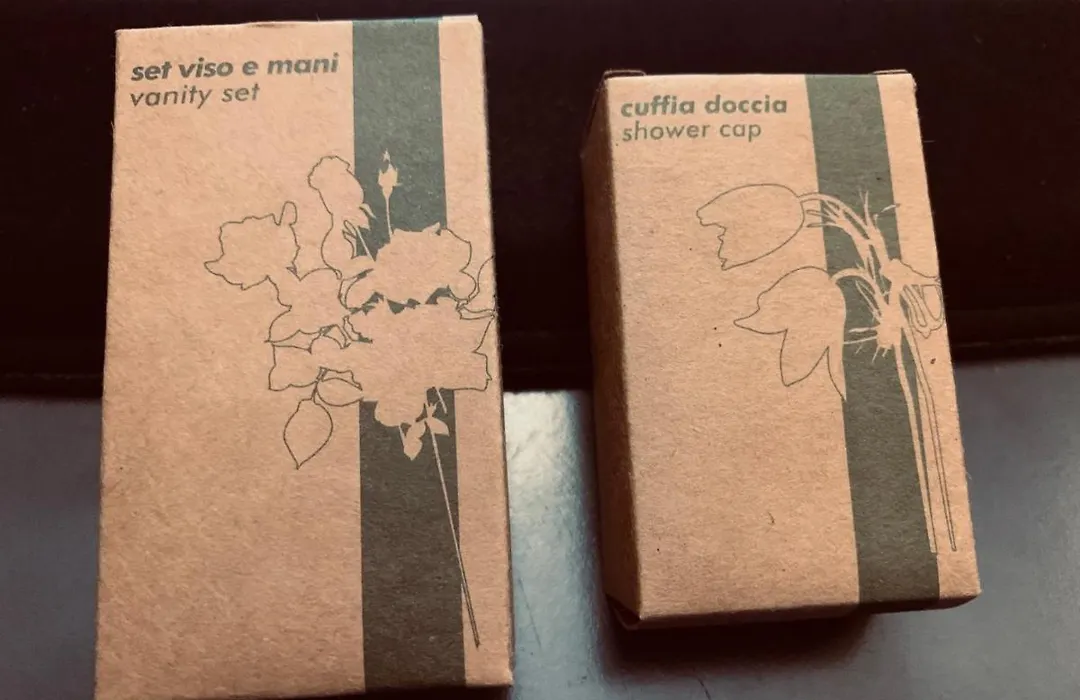 set viso e mani
vanity set
cuffia doccia
shower cap